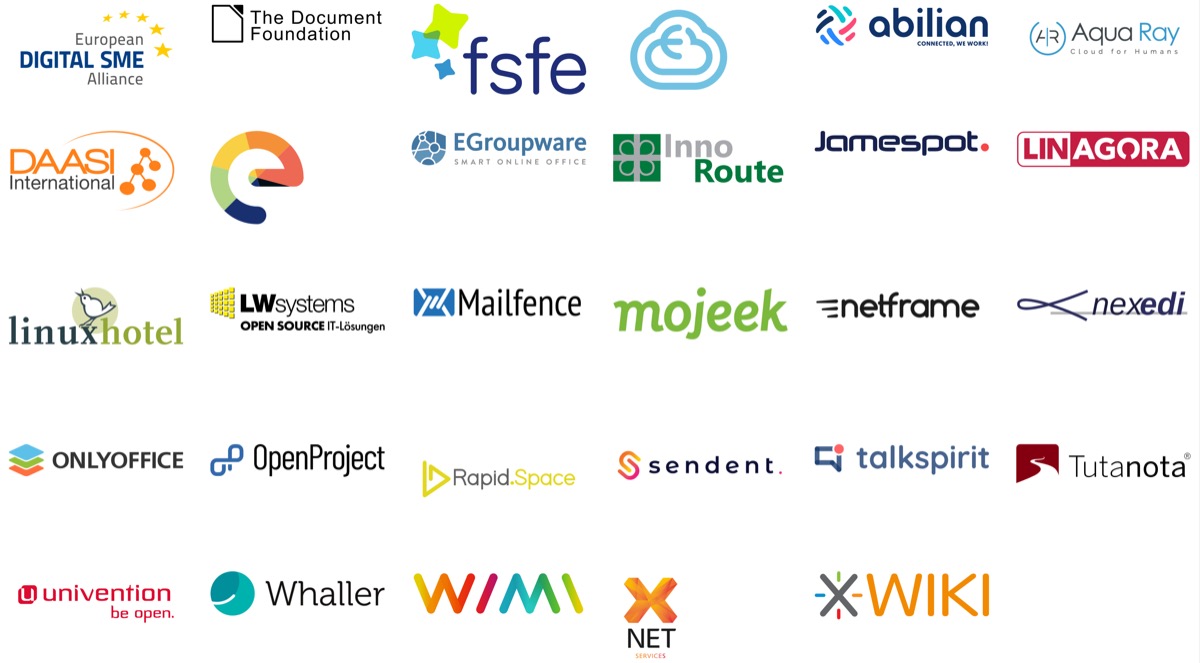 European
DIGITAL SME
Alliance
The Document
Foundation
fsfe
abilian
CONNECTED, WE WORK!
AR
Aqua Ray
Cloud for Humans
DAASI
International
e
EGroupware
SMART ONLINE OFFICE
Inno
Route
Jamespot.
LINAGORA
linuxhotel
LWsystems
OPEN SOURCE IT-Lösungen
Mailfence
mojeek
netframe
nexedi
ONLYOFFICE
OpenProject
Rapid.Space
sendent.
talkspirit
Tutanota®
u univention
be open.
Whaller
WIMI
X
NET
SERVICES
XWIKI